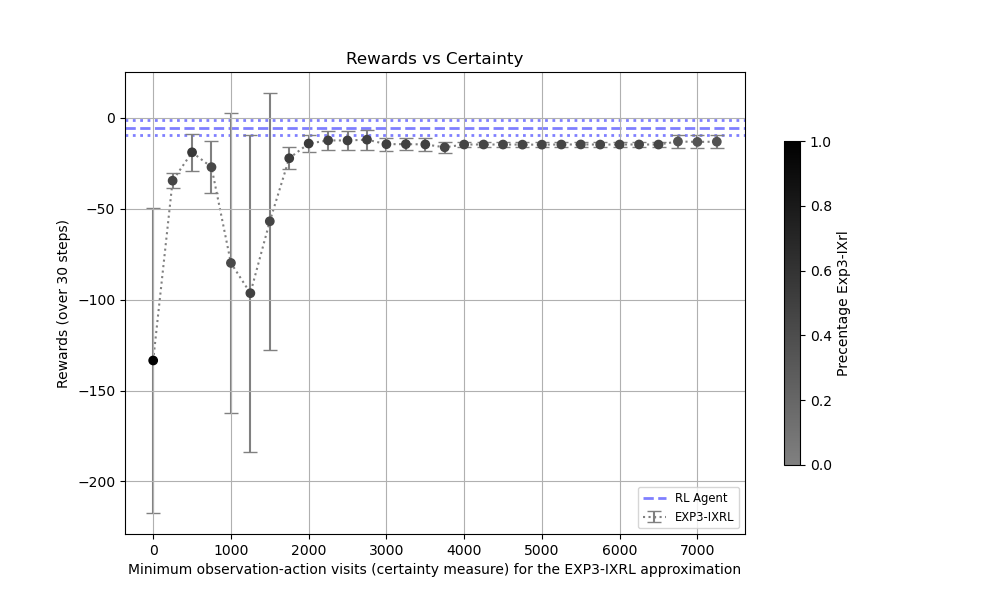 Rewards vs Certainty
Rewards (over 30 steps)
0
−50
−100
−150
−200
0 1000 2000 3000 4000 5000 6000 7000
Minimum observation-action visits (certainty measure) for the EXP3-IXRL approximation
RL Agent
EXP3-IXRL
1.0
0.8
0.6
0.4
0.2
0.0
Precentage Exp3-IXrl